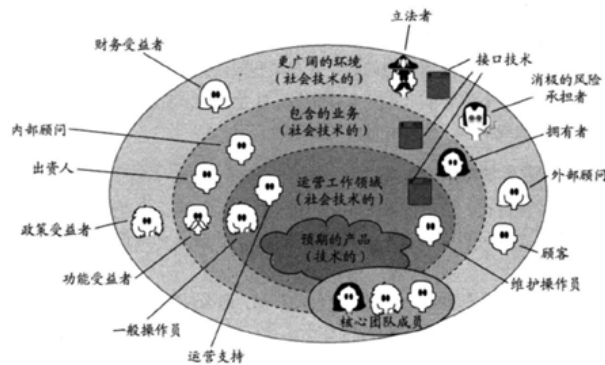 立法者
财务受益者
更广阔的环境
（社会技术的）
接口技术
消极的风险
承担者
包含的业务
（社会技术的）
内部顾问
拥有者
出资人
运营工作领域
（社会技术的）
外部顾问
政策受益者
预期的产品
（技术的）
顾客
功能受益者
维护操作员
一般操作员
核心团队成员
运营支持